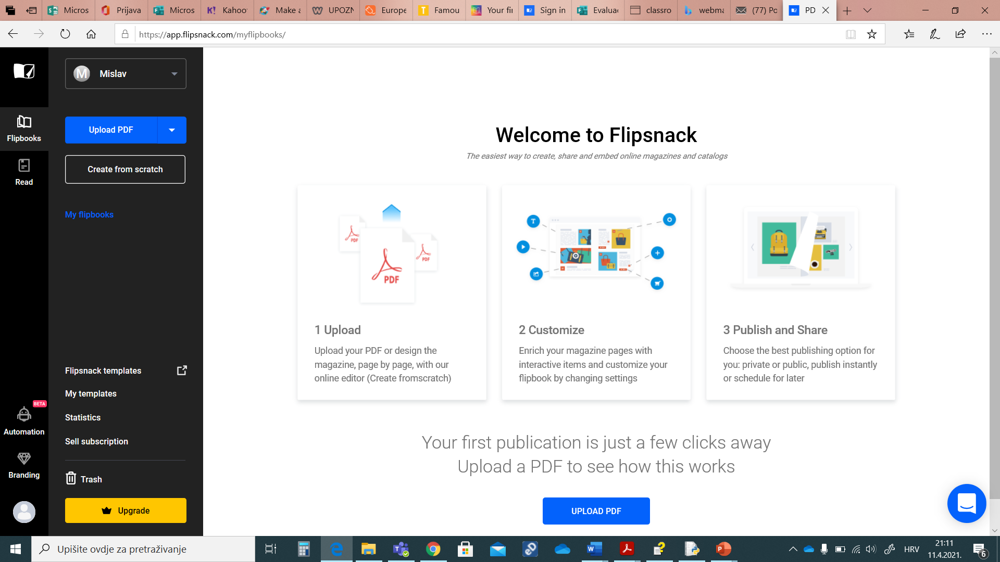 Micros
Prijava
Micros
Kahoo
Make a
UPOZN
Europe
Famou
Your fir
Sign in
Evaluac
classro
webma
(77) Po
PD
https://app.flipsnack.com/myflipbooks/
M Mislav
Upload PDF
Create from scratch
Flipbooks
Read
My flipbooks
Flipsnack templates
My templates
Statistics
Sell subscription
Trash
Upgrade
BETA
Automation
Branding
Welcome to Flipsnack
The easiest way to create, share and embed online magazines and catalogs
PDF
PDF
PDF
1 Upload
Upload your PDF or design the
magazine, page by page, with our
online editor (Create fromscratch)
T
2 Customize
Enrich your magazine pages with
interactive items and customize your
flipbook by changing settings
3 Publish and Share
Choose the best publishing option for
you: private or public, publish instantly
or schedule for later
Your first publication is just a few clicks away
Upload a PDF to see how this works
UPLOAD PDF
Upišite ovdje za pretraživanje
HRV
21:11
11.4.2021.
6